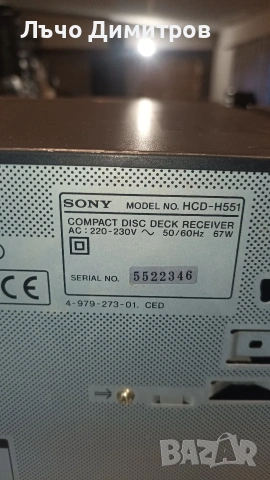 Лъчо Димитров
SONY MODEL NO. HCD-H551
COMPACT DISC DECK RECEIVER
AC : 220-230V ~ 50/60Hz 67W
SERIAL NO. 5522346
4-979-273-01. CED
CE
BAZAR